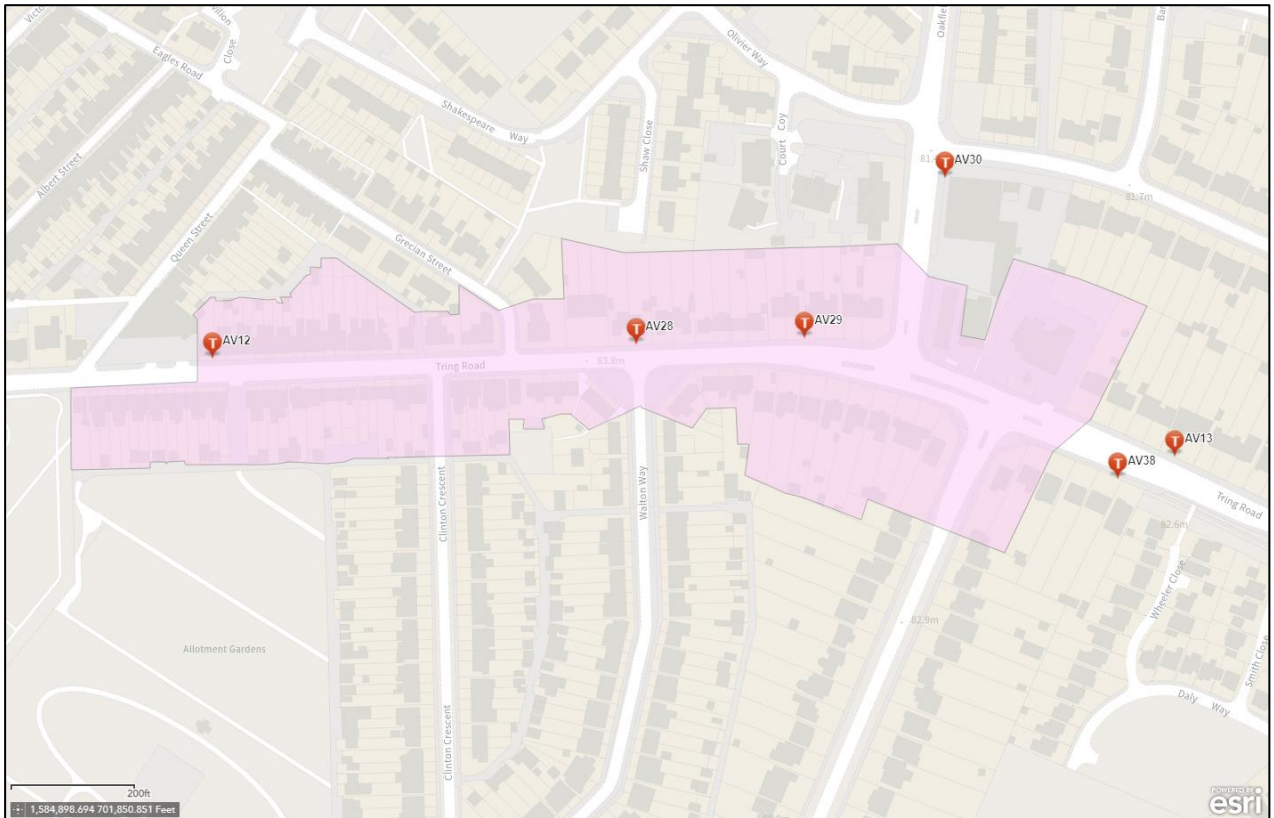 Eagles Road
Close
Shakespeare Way
Olivier Way
Shaw Close
Court Coy
AV30
81.7m
Albert Street
Queen Street
Grecian Street
AV12
AV28
AV29
Tring Road
83.8m
AV13
AV38
Tring Road
82.6m
Clinton Crescent
Walton Way
82.9m
Wheeler Close
Smith Close
Daly Way
Allotment Gardens
Clinton Crescent
200ft
1,584,898.694 701,850.851 Feet
POWERED BY
esri